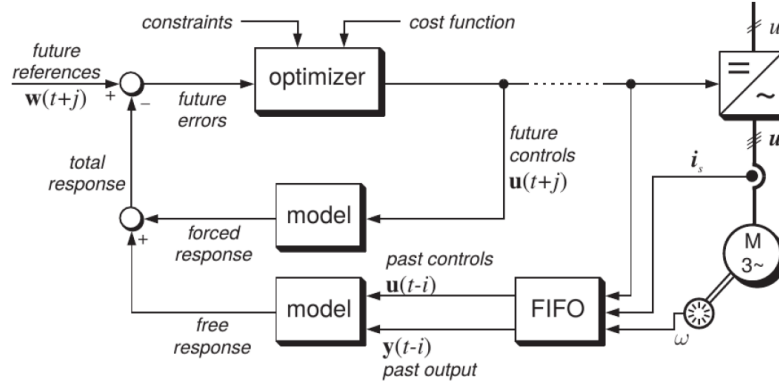 constraints
cost function
future
references
w(t+j)
+
−
future
errors
optimizer
=
~
u
u
total
response
future
controls
u(t+j)
i_s
model
forced
response
+
M
3~
past controls
u(t-i)
model
FIFO
free
response
y(t-i)
past output
ω